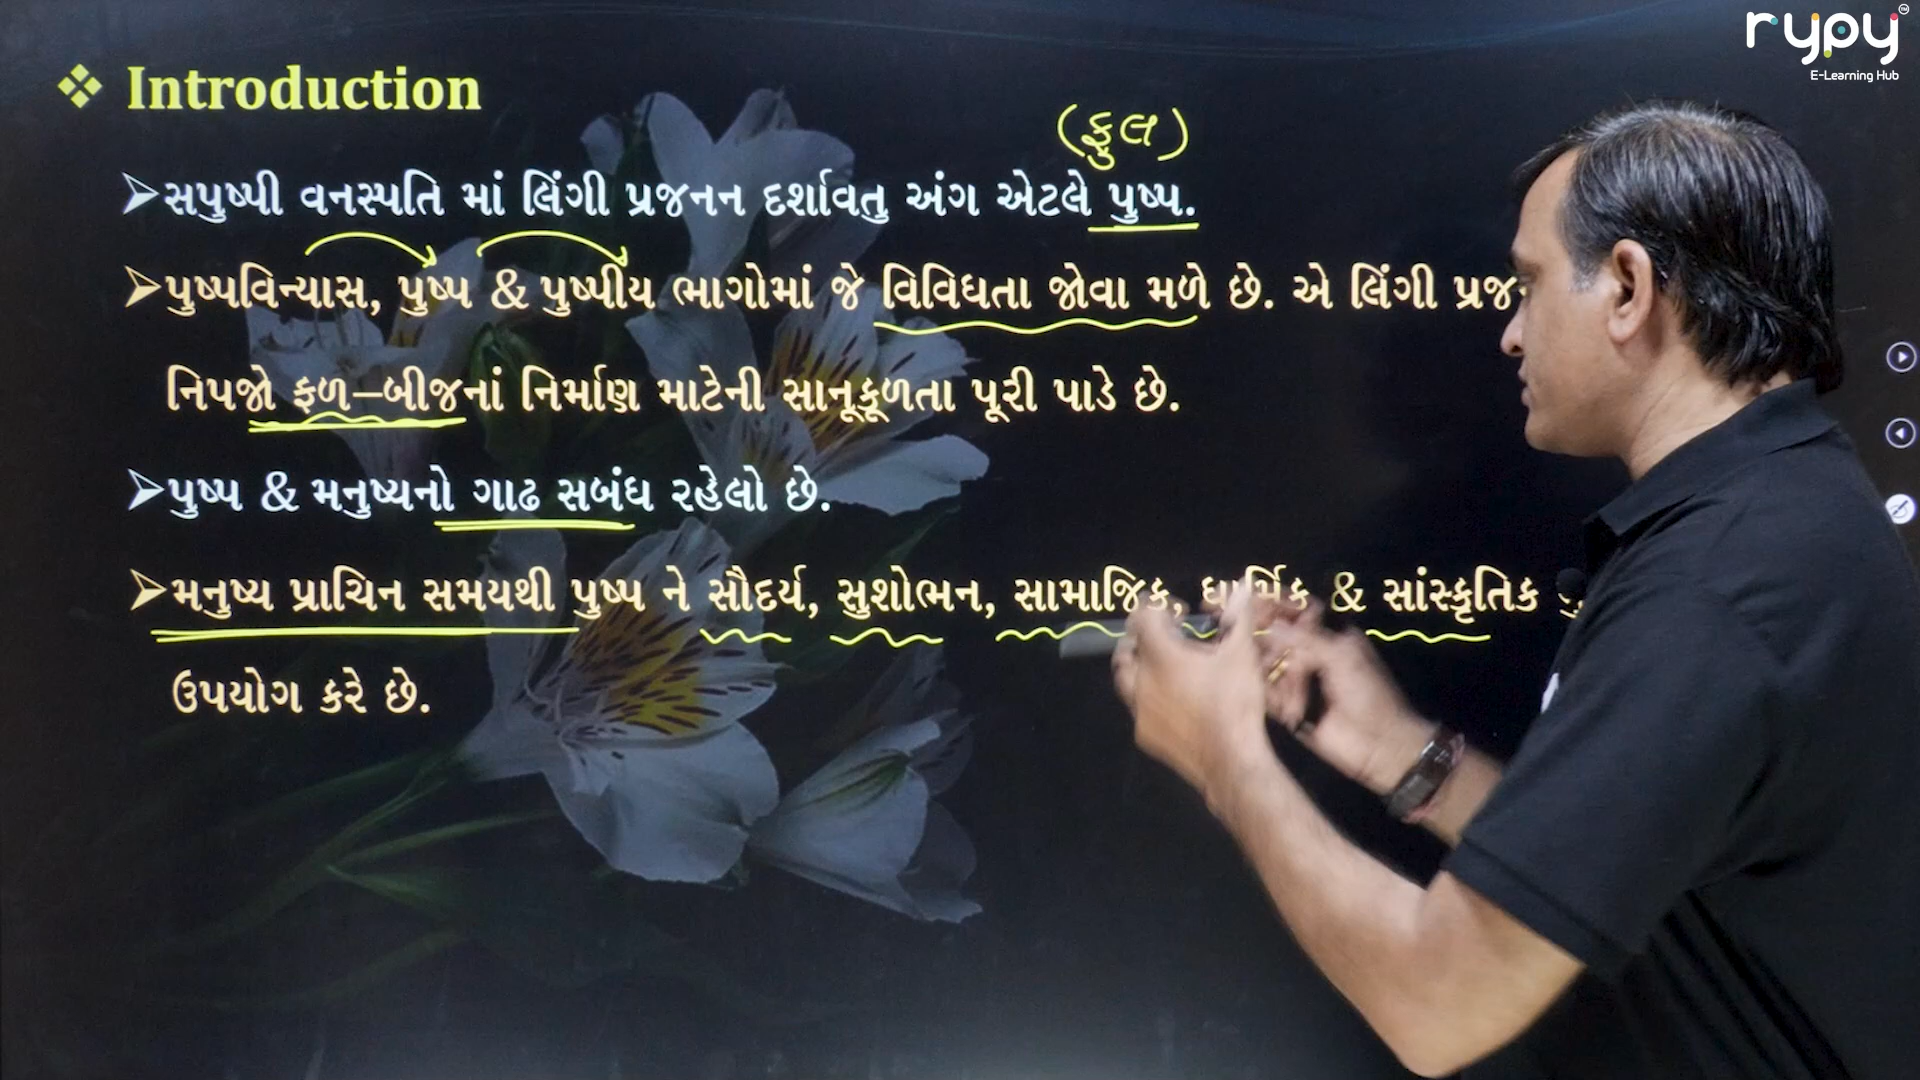 rypy
E-Learning Hub
Introduction
(ફુલ)
સપુષ્પી વનસ્પતિ માં લિંગી પ્રજનન દર્શાવતુ અંગ એટલે પુષ્પ.
પુષ્પવિન્યાસ, પુષ્પ & પુષ્પીય ભાગોમાં જે વિવિધતા જોવા મળે છે. એ લિંગી
નિપજો ફળ–બીજનાં નિર્માણ માટેની સાનૂકૂળતા પૂરી પાડે છે.
પુષ્પ & મનુષ્યનો ગાઢ સબંધ રહેલો છે.
મનુષ્ય પ્રાચિન સમયથી પુષ્પ ને સૌદર્ય, સુશોભન, સામાજિક, ધાર્મિક & સાંસ્કૃતિક
ઉપયોગ કરે છે.